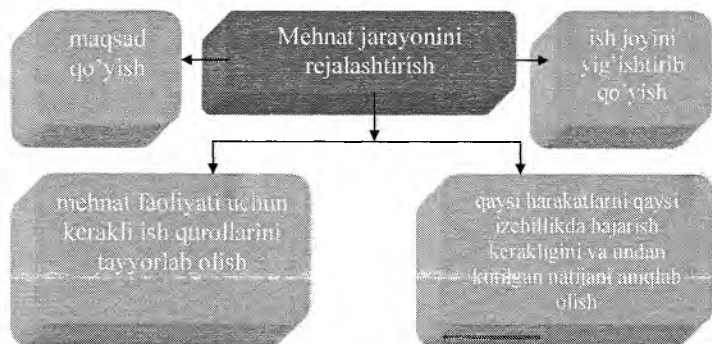 maqsad
qo'yish
Mehnat jarayonini
rejalashtirish
ish joyini
yig'ishtirib
qo'yish
mehnat faoliyati uchun
kerakli ish qurollarini
tayyorlab olish
qaysi harakatlarni qaysi
izchillikda bajarish
kerakligini va undan
kutilgan natijani aniqlab
olish